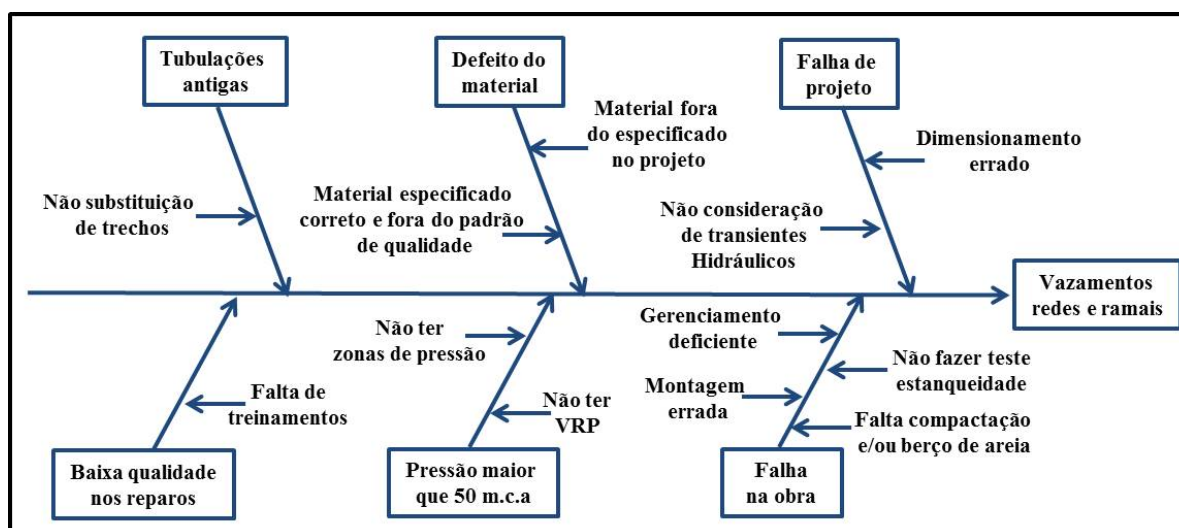 Tubulações
antigas
Defeito do
material
Falha de
projeto
Material fora
do especificado
no projeto
Dimensionamento
errado
Não substituição
de trechos
Material especificado
correto e fora do padrão
de qualidade
Não consideração
de transientes
Hidráulicos
Vazamentos
redes e ramais
Não ter
zonas de pressão
Gerenciamento
deficiente
Não fazer teste
estanqueidade
Falta de
treinamentos
Não ter
VRP
Montagem
errada
Falta compactação
e/ou berço de areia
Baixa qualidade
nos reparos
Pressão maior
que 50 m.c.a
Falha
na obra